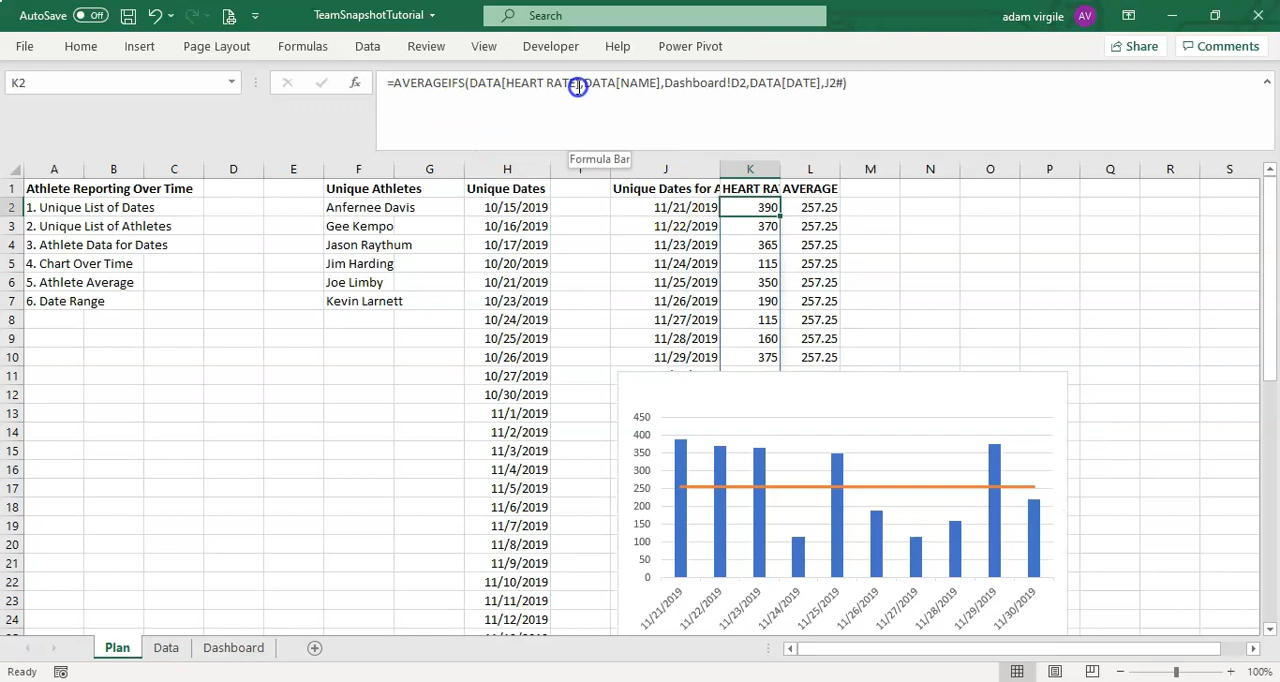 AutoSave Off TeamSnapshotTutorial Search adam virgile AV
File Home Insert Page Layout Formulas Data Review View Developer Help Power Pivot Share Comments
K2 fx =AVERAGEIFS(DATA[HEART RATE],DATA[NAME],Dashboard!D2,DATA[DATE],J2#)
Formula Bar
A B C D E F G H J K L M N O P Q R S
1 Athlete Reporting Over Time Unique Athletes Unique Dates Unique Dates for A HEART RA AVERAGE
2 1. Unique List of Dates Anfernee Davis 10/15/2019 11/21/2019 390 257.25
3 2. Unique List of Athletes Gee Kempo 10/16/2019 11/22/2019 370 257.25
4 3. Athlete Data for Dates Jason Raythum 10/17/2019 11/23/2019 365 257.25
5 4. Chart Over Time Jim Harding 10/20/2019 11/24/2019 115 257.25
6 5. Athlete Average Joe Limby 10/21/2019 11/25/2019 350 257.25
7 6. Date Range Kevin Larnett 10/23/2019 11/26/2019 190 257.25
8 10/24/2019 11/27/2019 115 257.25
9 10/25/2019 11/28/2019 160 257.25
10 10/26/2019 11/29/2019 375 257.25
11 10/27/2019
12 10/30/2019
13 11/1/2019
14 11/2/2019
15 11/3/2019
16 11/4/2019
17 11/5/2019
18 11/6/2019
19 11/7/2019
20 11/8/2019
21 11/9/2019
22 11/10/2019
23 11/11/2019
24 11/12/2019
450
400
350
300
250
200
150
100
50
0
11/21/2019 11/22/2019 11/23/2019 11/24/2019 11/25/2019 11/26/2019 11/27/2019 11/28/2019 11/29/2019 11/30/2019
Plan Data Dashboard
Ready 100%